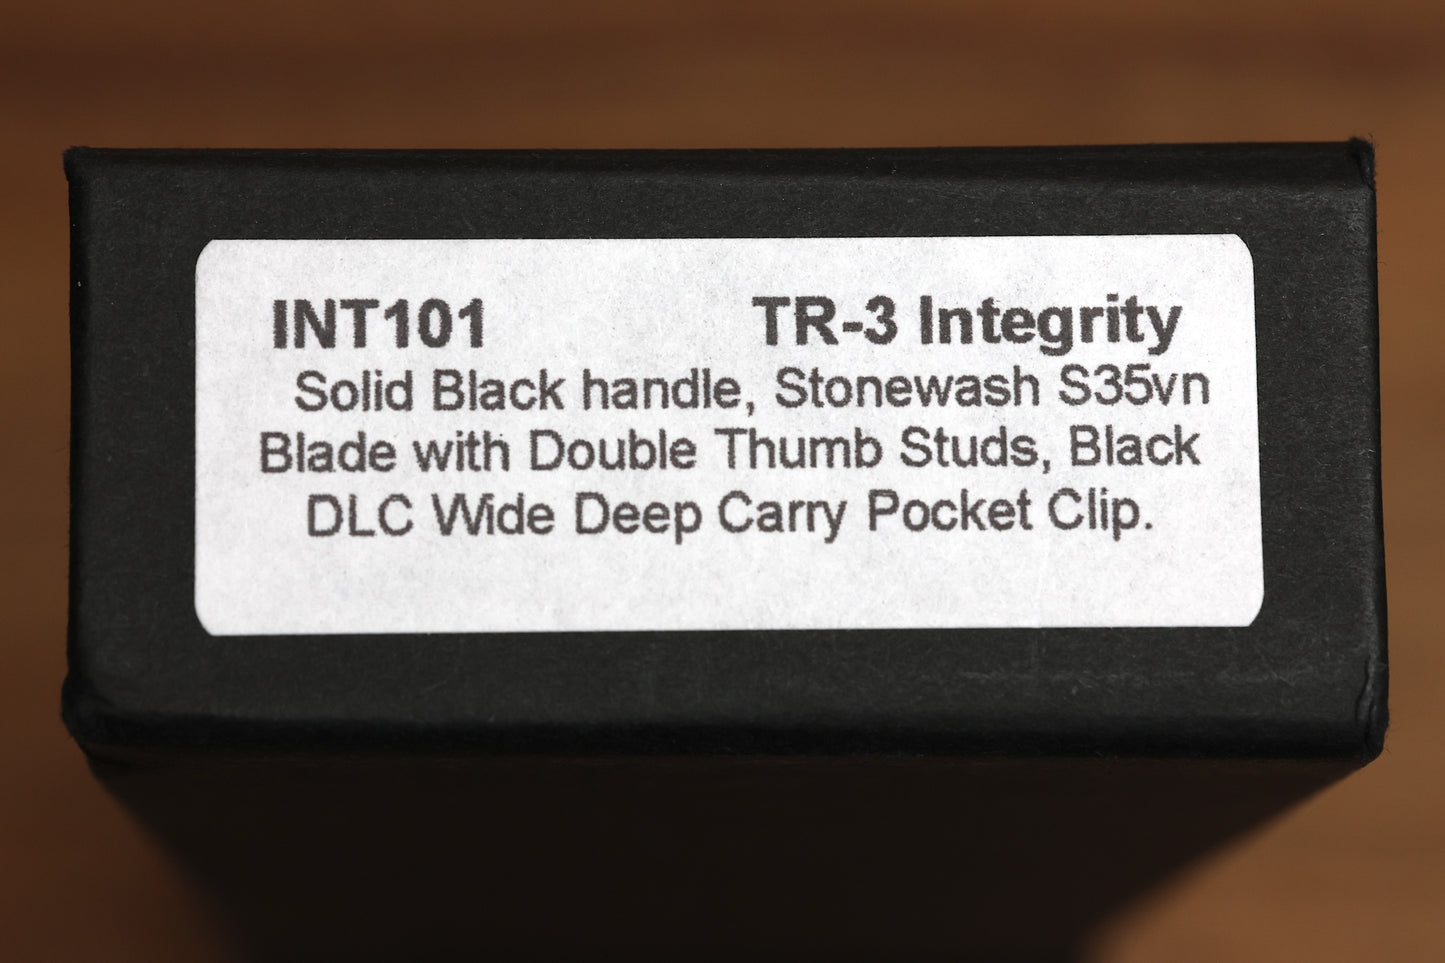 INT101 TR-3 Integrity
Solid Black handle, Stonewash S35vn
Blade with Double Thumb Studs, Black
DLC Wide Deep Carry Pocket Clip.